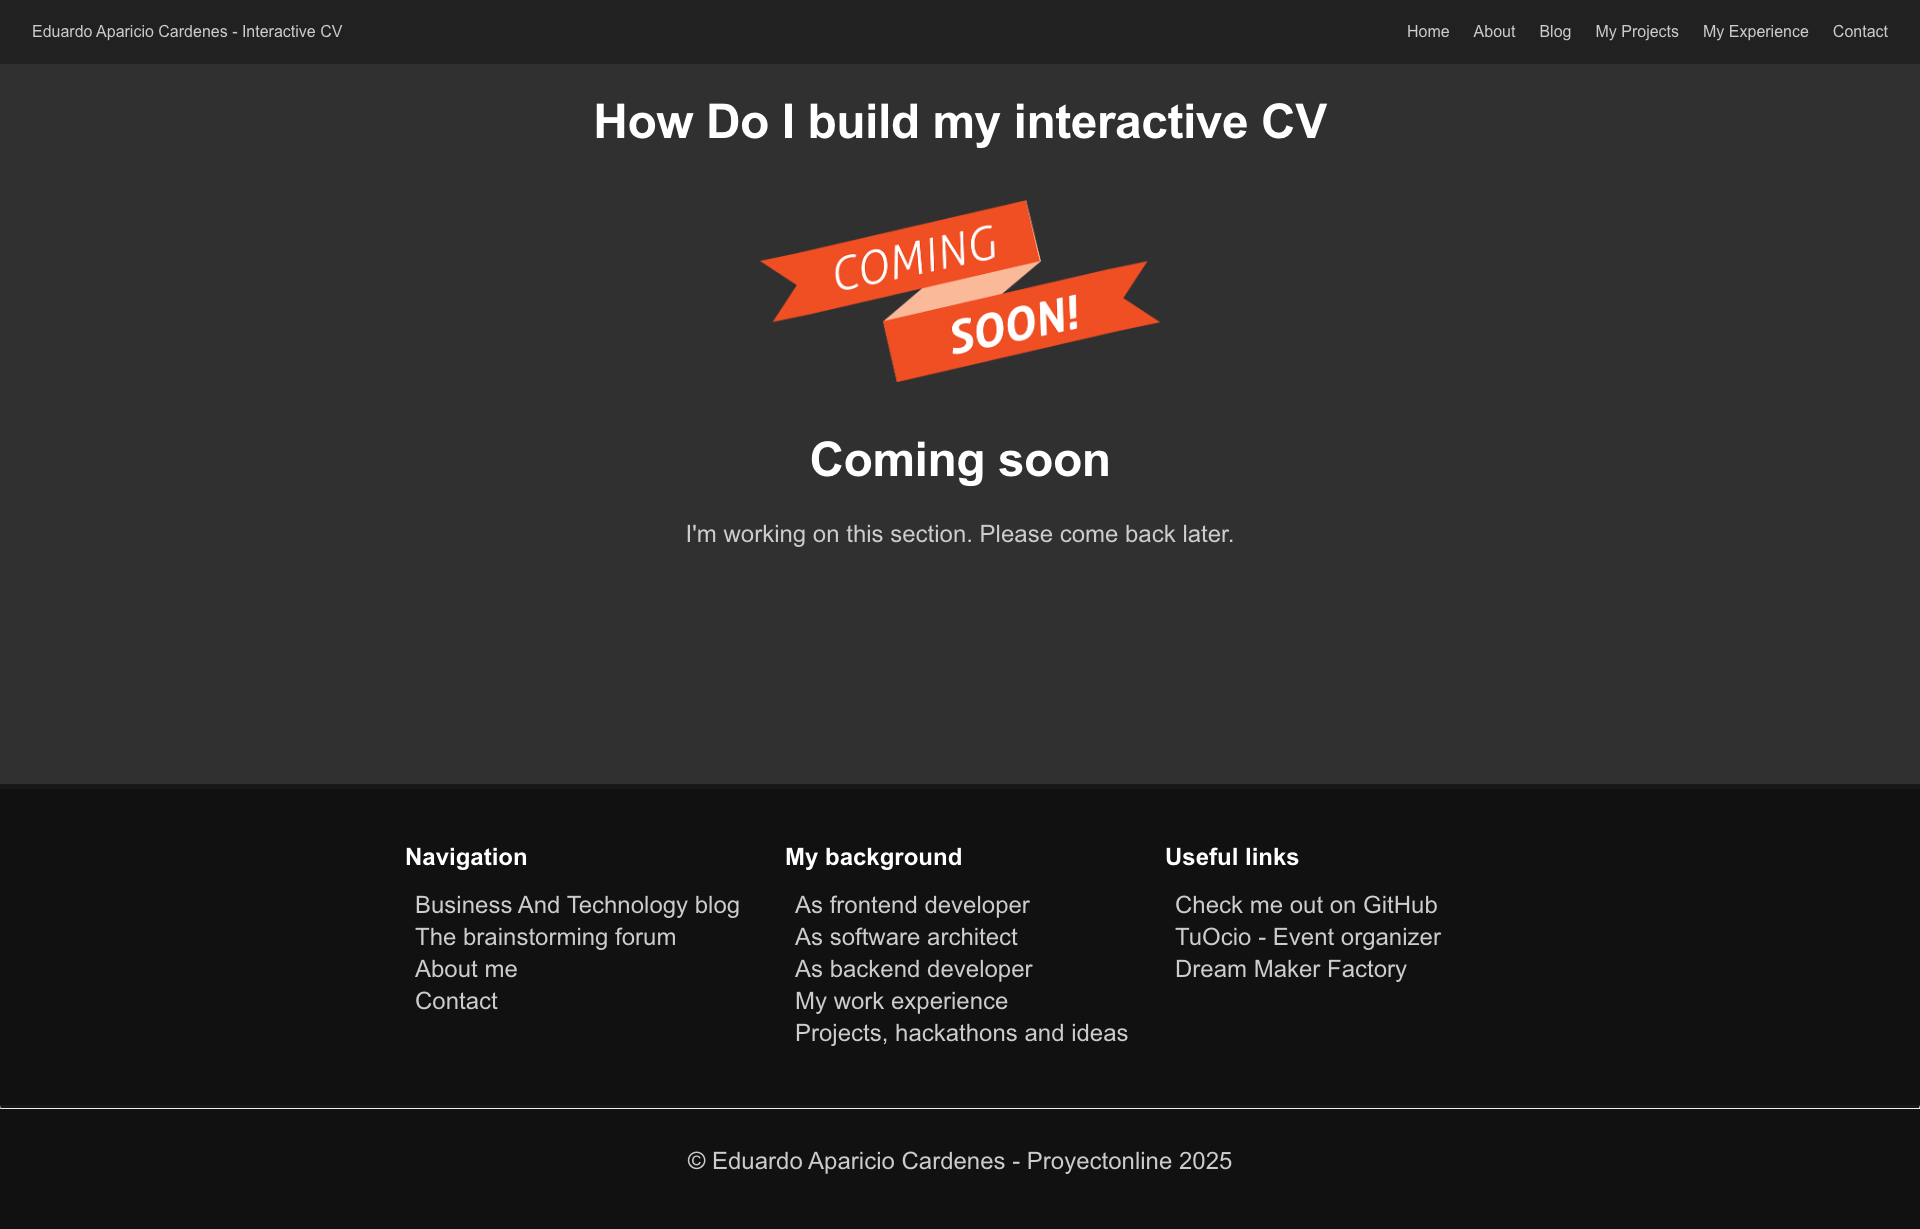 Eduardo Aparicio Cardenes - Interactive CV
Home About Blog My Projects My Experience Contact
How Do I build my interactive CV
COMING
SOON!
Coming soon
I'm working on this section. Please come back later.
Navigation
Business And Technology blog
The brainstorming forum
About me
Contact
My background
As frontend developer
As software architect
As backend developer
My work experience
Projects, hackathons and ideas
Useful links
Check me out on GitHub
TuOcio - Event organizer
Dream Maker Factory
© Eduardo Aparicio Cardenes - Proyectonline 2025